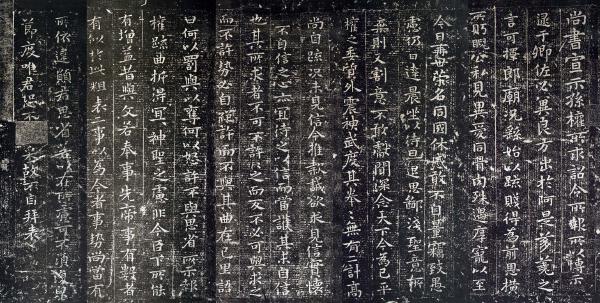 尚書宣示孫權所求詔令所報所以博示
逮于卿佐必冀良方出於阿是芻蕘之
言可擇郎廟況繇始以疏賤得為前恩橫
所眄睨公私見異愛同骨肉殊遇厚寵以至
今日再世榮名同國休慼敢不自量竊致愚
慮仍日達晨坐以待旦退思鄙淺聖意所
棄則又割意不敢獻聞深念天下今為已平
權之委質外震神武度其拳拳無有二計高
尚自疏況未見信今推款誠欲求見信實懷
不自信之心亦宜待之以信而當護其未自信
也其所求者不可不許許之而反不必可與求之
而不許勢必自絕許而不與其曲在己里語
曰何以罰與以奪何以怒許不與思省所示報
權疏曲折得宜宜神聖之慮非今臣下所能
有增益昔與文若奉事先帝事有數者
有似於此粗表二事以為今者事勢尚當有
所依違願君思省若以在所慮可不須復貌
節度唯君恐不采故不自拜表